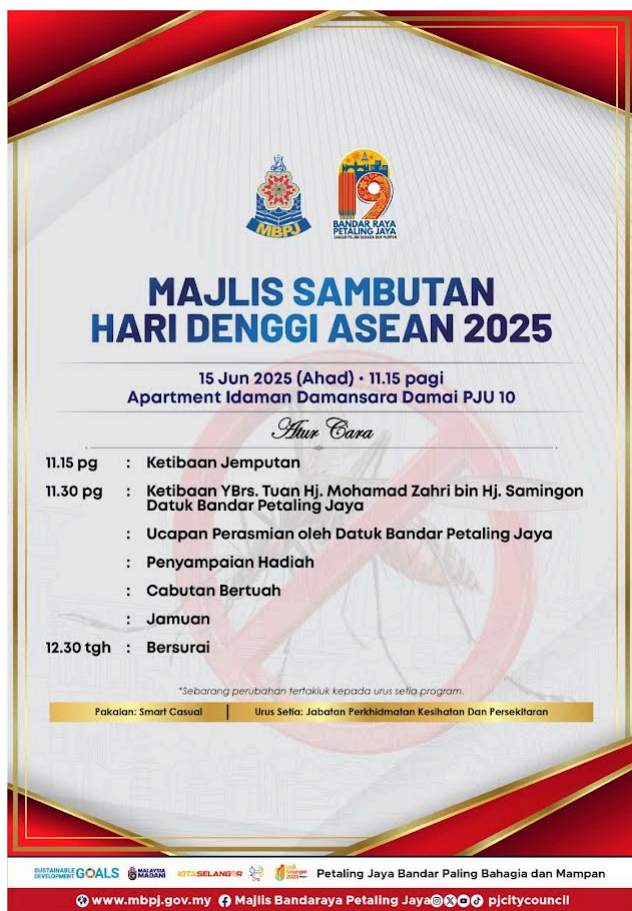 MBPJ
19
BANDAR RAYA
PETALING JAYA
MAJLIS SAMBUTAN
HARI DENGGI ASEAN 2025
15 Jun 2025 (Ahad) • 11.15 pagi
Apartment Idaman Damansara Damai PJU 10
Atur Cara
11.15 pg : Ketibaan Jemputan
11.30 pg : Ketibaan YBrs. Tuan Hj. Mohamad Zahri bin Hj. Samingon
Datuk Bandar Petaling Jaya
: Ucapan Perasmian oleh Datuk Bandar Petaling Jaya
: Penyampaian Hadiah
: Cabutan Bertuah
: Jamuan
12.30 tgh : Bersurai
*Sebarang perubahan tertakluk kepada urus setia program.
Pakaian: Smart Casual | Urus Setia: Jabatan Perkhidmatan Kesihatan Dan Persekitaran
SUSTAINABLE DEVELOPMENT GOALS MALAYSIA MADANI KITA SELANGOR Petaling Jaya Bandar Paling Bahagia dan Mampan
www.mbpj.gov.my Majlis Bandaraya Petaling Jaya pjcitycouncil